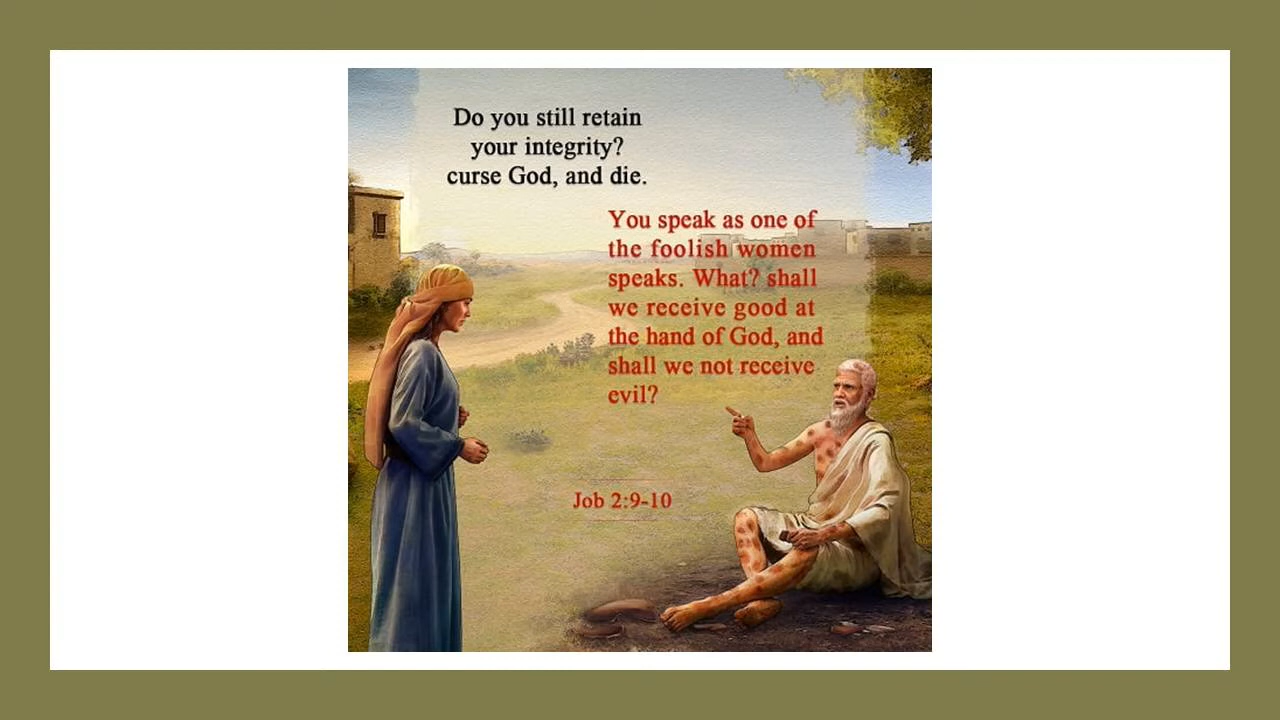 Do you still retain
your integrity?
curse God, and die.
You speak as one of
the foolish women
speaks. What? shall
we receive good at
the hand of God, and
shall we not receive
evil?
Job 2:9-10